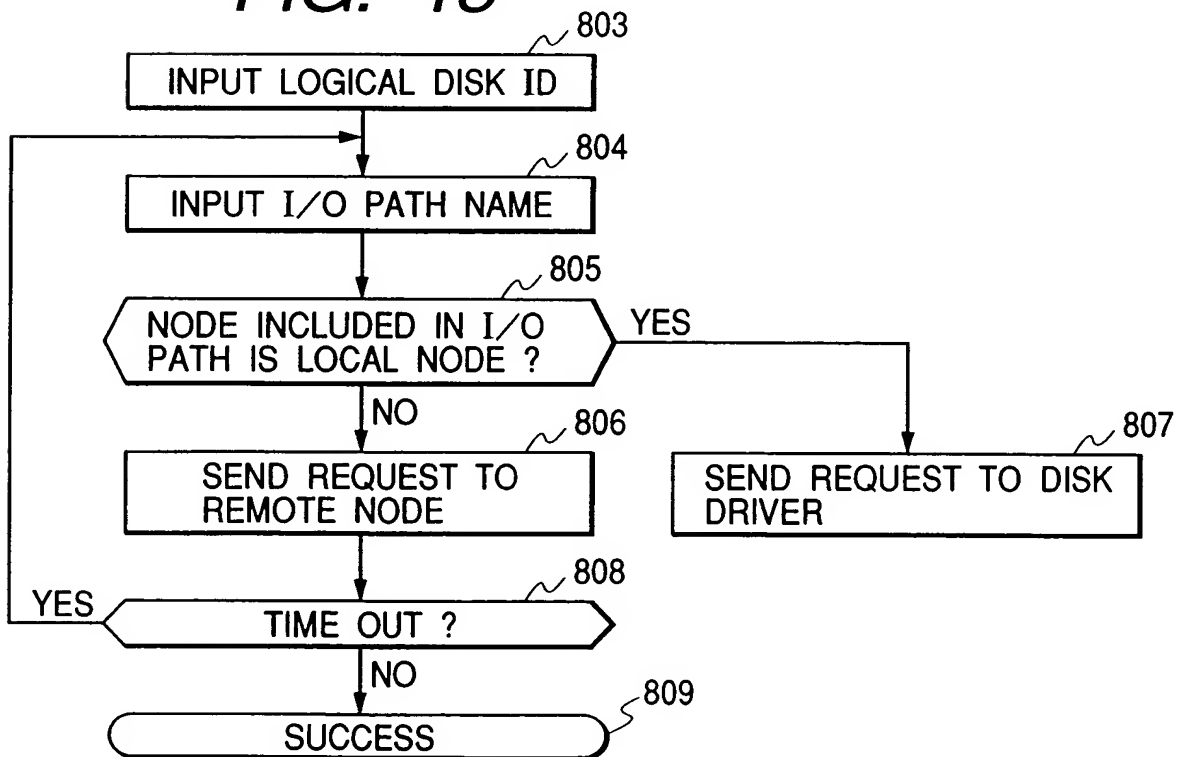 803
INPUT LOGICAL DISK ID
804
INPUT I/O PATH NAME
805
NODE INCLUDED IN I/O
PATH IS LOCAL NODE ?
YES
NO
806
SEND REQUEST TO
REMOTE NODE
807
SEND REQUEST TO DISK
DRIVER
808
YES
TIME OUT ?
NO
809
SUCCESS